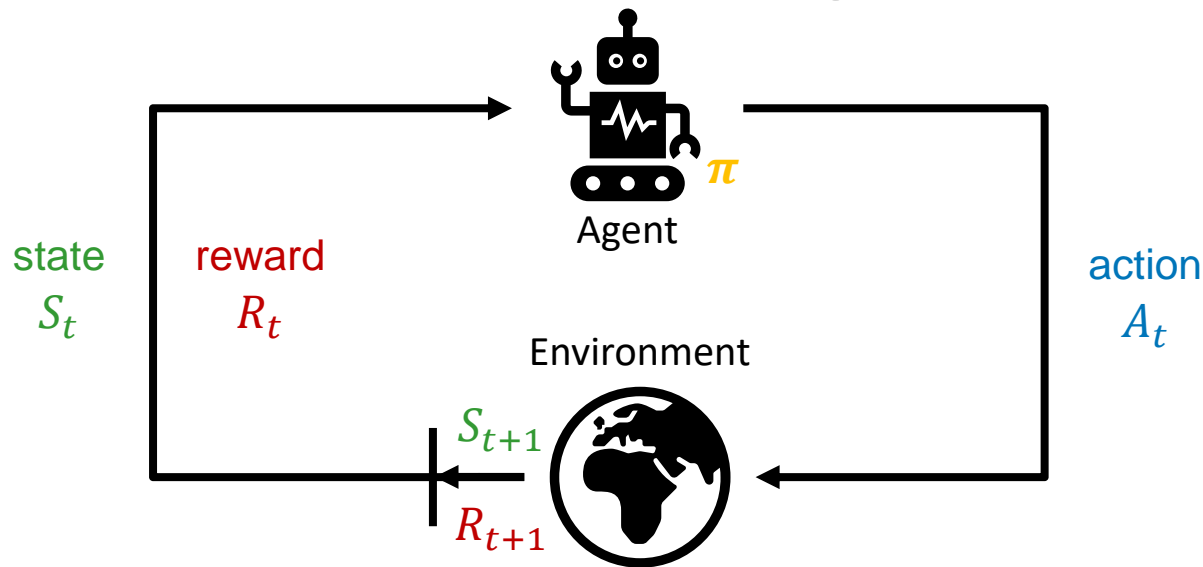 π
Agent
state
S_t
reward
R_t
action
A_t
Environment
S_{t+1}
R_{t+1}